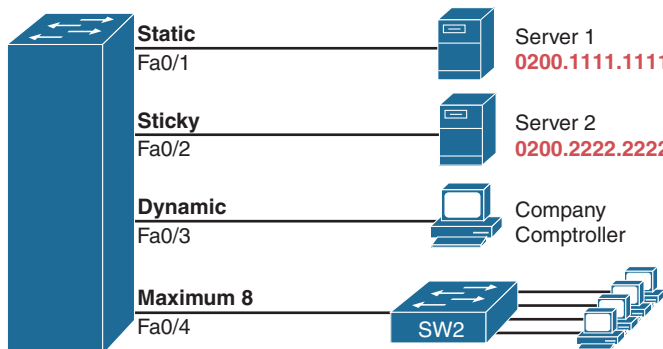 Static
Fa0/1
Server 1
0200.1111.1111
Sticky
Fa0/2
Server 2
0200.2222.2222
Dynamic
Fa0/3
Company
Comptroller
Maximum 8
Fa0/4
SW2